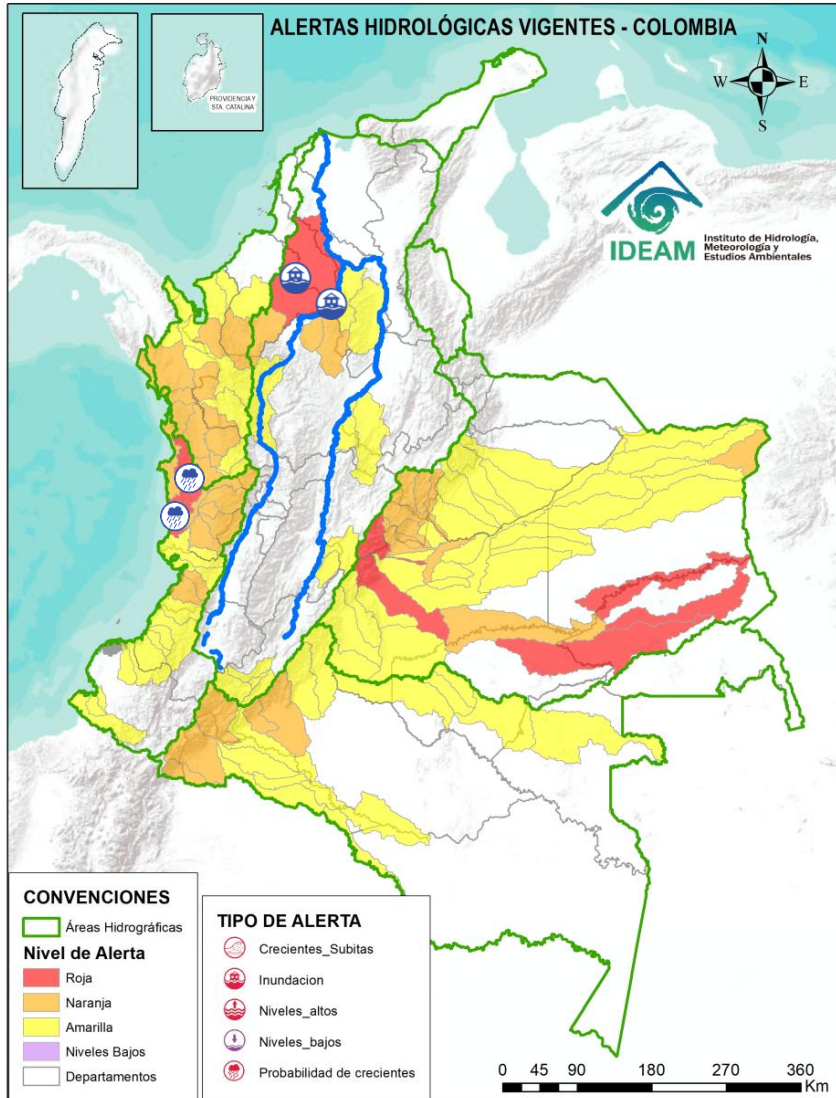 ALERTAS HIDROLÓGICAS VIGENTES - COLOMBIA
PROVIDENCIA Y
STA. CATALINA
N
W
E
S
IDEAM
Instituto de Hidrología,
Meteorología y
Estudios Ambientales
CONVENCIONES
Áreas Hidrográficas
Nivel de Alerta
Roja
Naranja
Amarilla
Niveles Bajos
Departamentos
TIPO DE ALERTA
Crecientes_Subitas
Inundacion
Niveles_altos
Niveles_bajos
Probabilidad de crecientes
0 45 90 180 270 360
Km